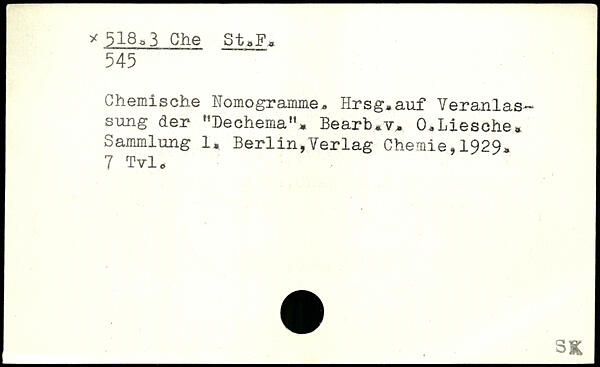 × 518.3 Che St.F.
545
Chemische Nomogramme. Hrsg.auf Veranlas-
sung der "Dechema". Bearb.v. O.Liesche.
Sammlung 1. Berlin,Verlag Chemie,1929.
7 Tvl.
SK